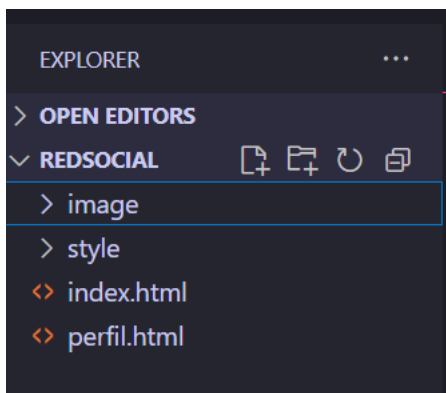 EXPLORER
OPEN EDITORS
REDSOCIAL
image
style
index.html
perfil.html